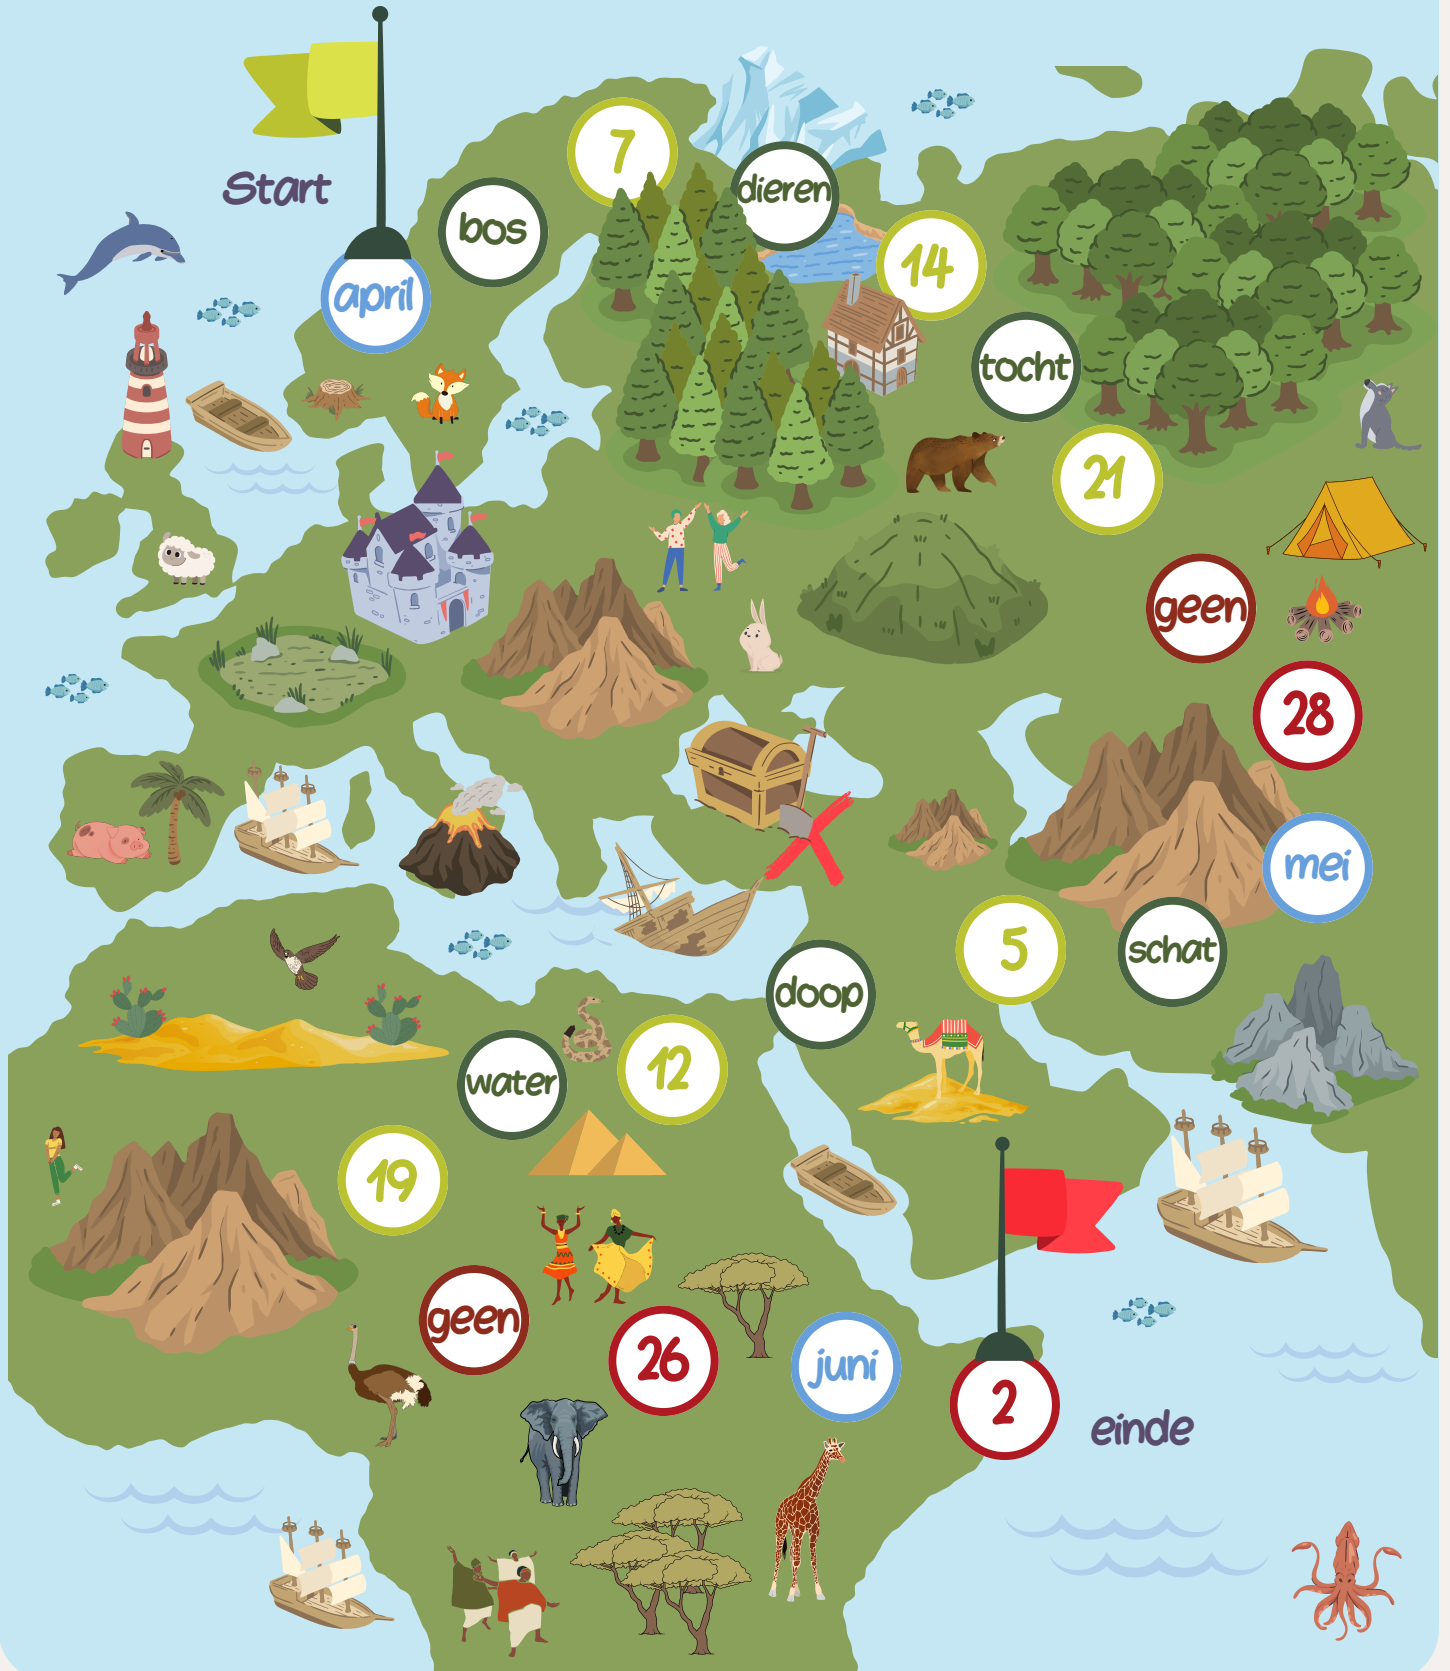 Start
april
bos
7
dieren
14
tocht
21
geen
28
mei
schat
5
doop
12
water
19
geen
26
juni
2
einde